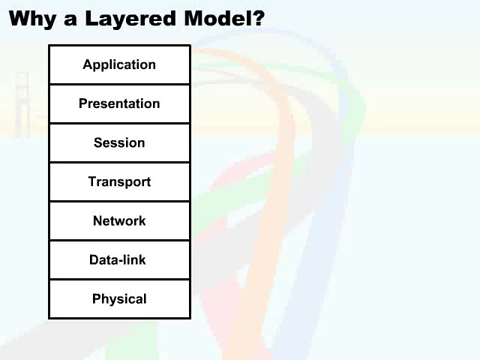 Why a Layered Model?
Application
Presentation
Session
Transport
Network
Data-link
Physical